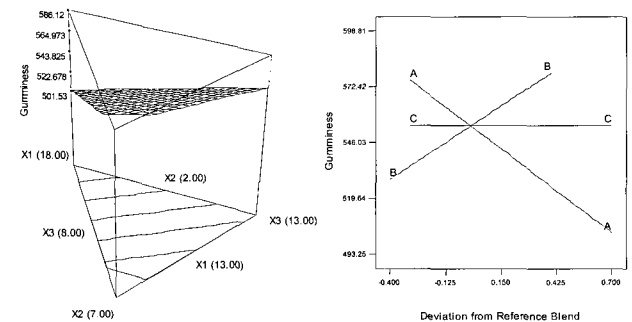 586.12
564.973
543.825
522.678
501.53
Gumminess
X1 (18.00)
X2 (2.00)
X3 (8.00)
X3 (13.00)
X1 (13.00)
X2 (7.00)
598.81
572.42
546.03
519.64
493.25
Gumminess
A
B
C
C
B
A
-0.400
-0.125
0.150
0.425
0.700
Deviation from Reference Blend